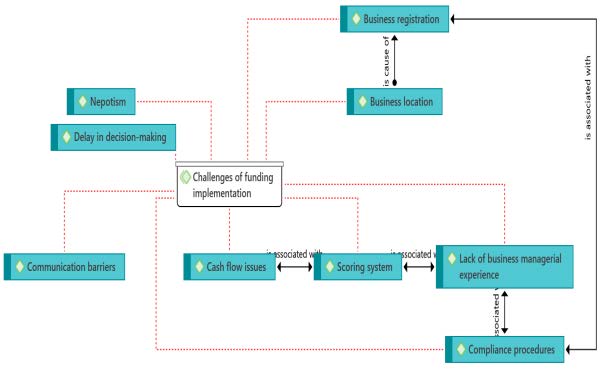 Business registration
is cause of
is associated with
Nepotism
Business location
Delay in decision-making
Challenges of funding
implementation
is associated with
is associated w
Communication barriers
Cash flow issues
Scoring system
Lack of business managerial
experience
Compliance procedures